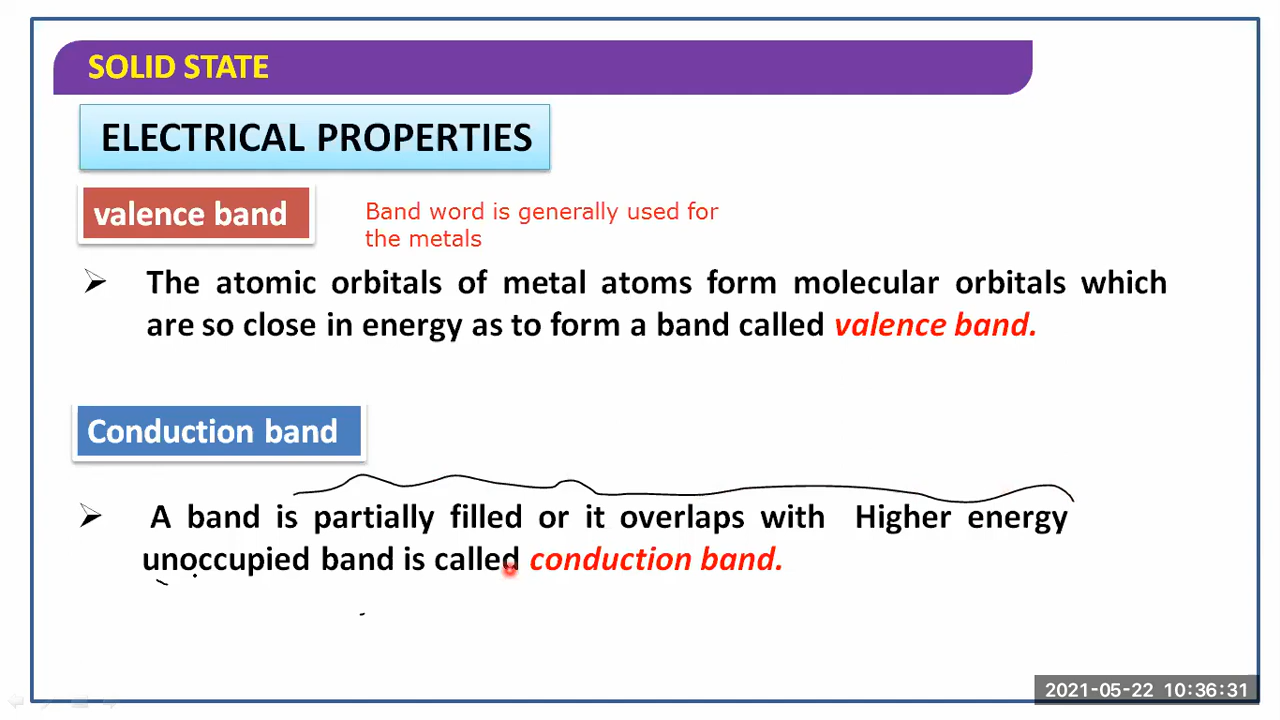 SOLID STATE
ELECTRICAL PROPERTIES
valence band
Band word is generally used for
the metals
The atomic orbitals of metal atoms form molecular orbitals which
are so close in energy as to form a band called valence band.
Conduction band
A band is partially filled or it overlaps with Higher energy
unoccupied band is called conduction band.
2021-05-22 10:36:31